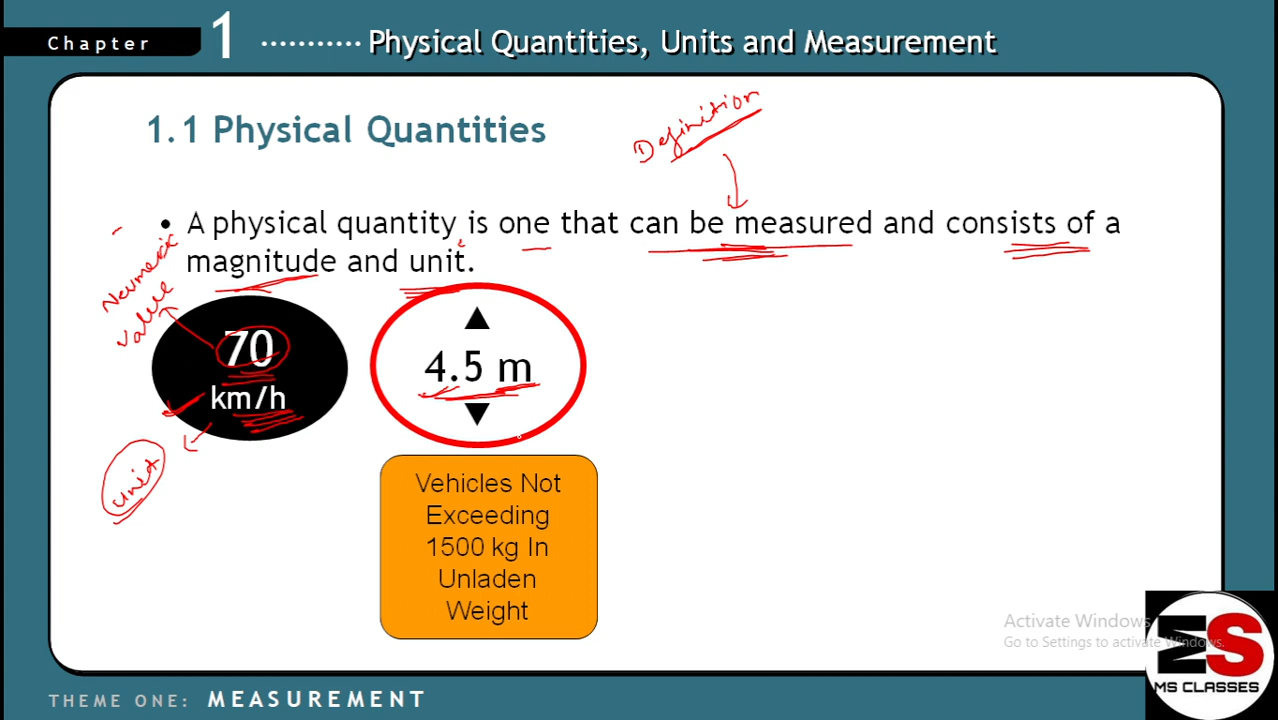 Chapter 1 ........... Physical Quantities, Units and Measurement
1.1 Physical Quantities
Definition
• A physical quantity is one that can be measured and consists of a
magnitude and unit.
Neumeric
value
70
km/h
unit
▲
4.5 m
▼
Vehicles Not
Exceeding
1500 kg In
Unladen
Weight
Activate Windows
Go to Settings to activate Windows.
MS CLASSES
THEME ONE: MEASUREMENT